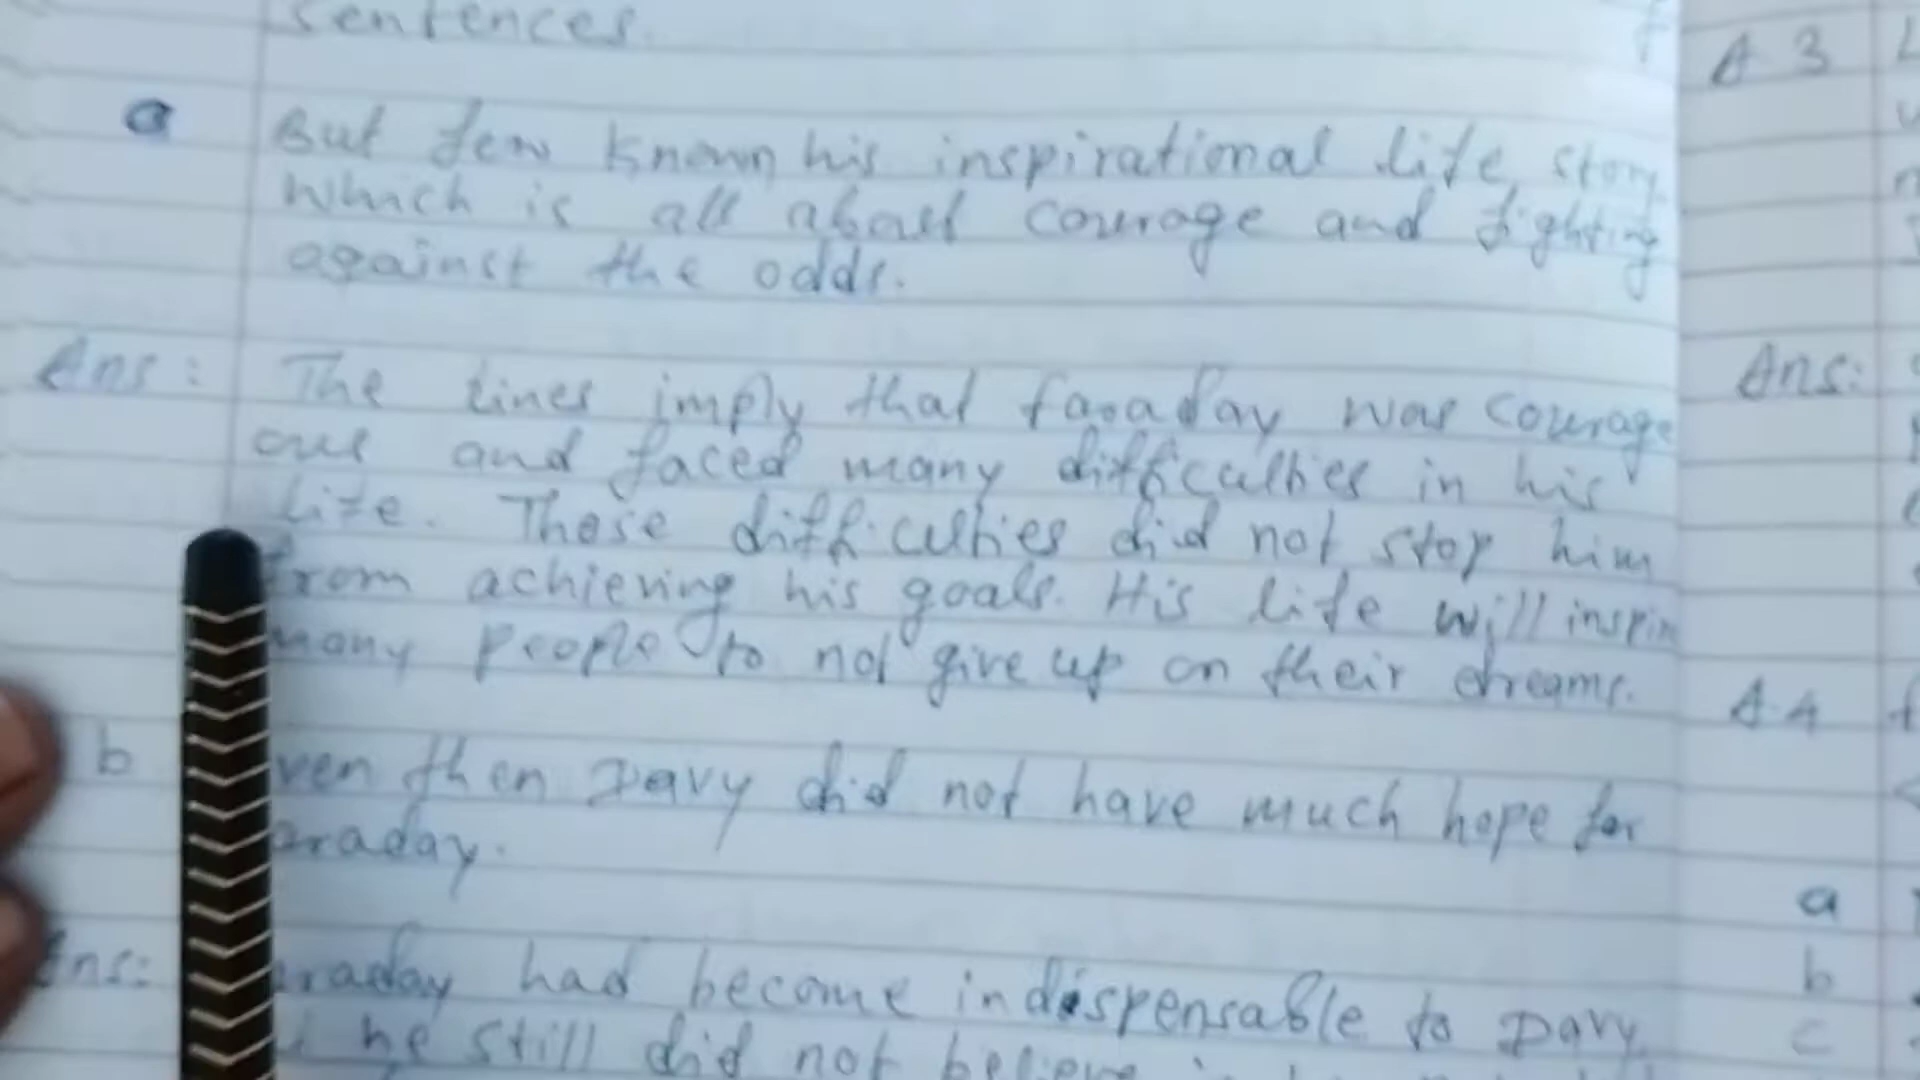 sentences.
a But few known his inspirational life story
which is all about courage and fighting
against the odds.
Ans: The lines imply that faraday was courage
ous and faced many difficulties in his
life. These difficulties did not stop him
from achieving his goals. His life will inspire
many people to not give up on their dreams.
b ven then Davy did not have much hope for
araday.
Ans: araday had become indispensable to Davy
he still did not believe
A 3
Ans:
A.4
a
b
c